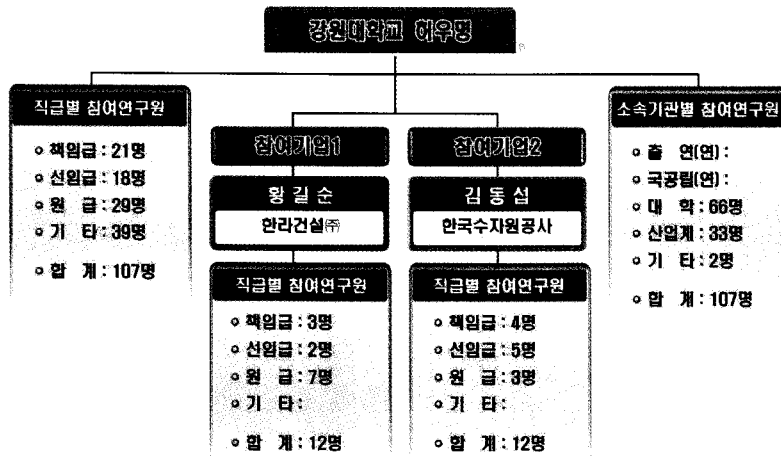 강원대학교 허우명
직급별 참여연구원
책임급 : 21명
선임급 : 18명
원 급 : 29명
기 타 : 39명
합 계 : 107명
참여기업1
황 길 순
한라건설㈜
직급별 참여연구원
책임급 : 3명
선임급 : 2명
원 급 : 7명
기 타 :
합 계 : 12명
참여기업2
김 동 섭
한국수자원공사
직급별 참여연구원
책임급 : 4명
선임급 : 5명
원 급 : 3명
기 타 :
합 계 : 12명
소속기관별 참여연구원
출 연(연) :
국공립(연) :
대 학 : 66명
산업계 : 33명
기 타 : 2명
합 계 : 107명